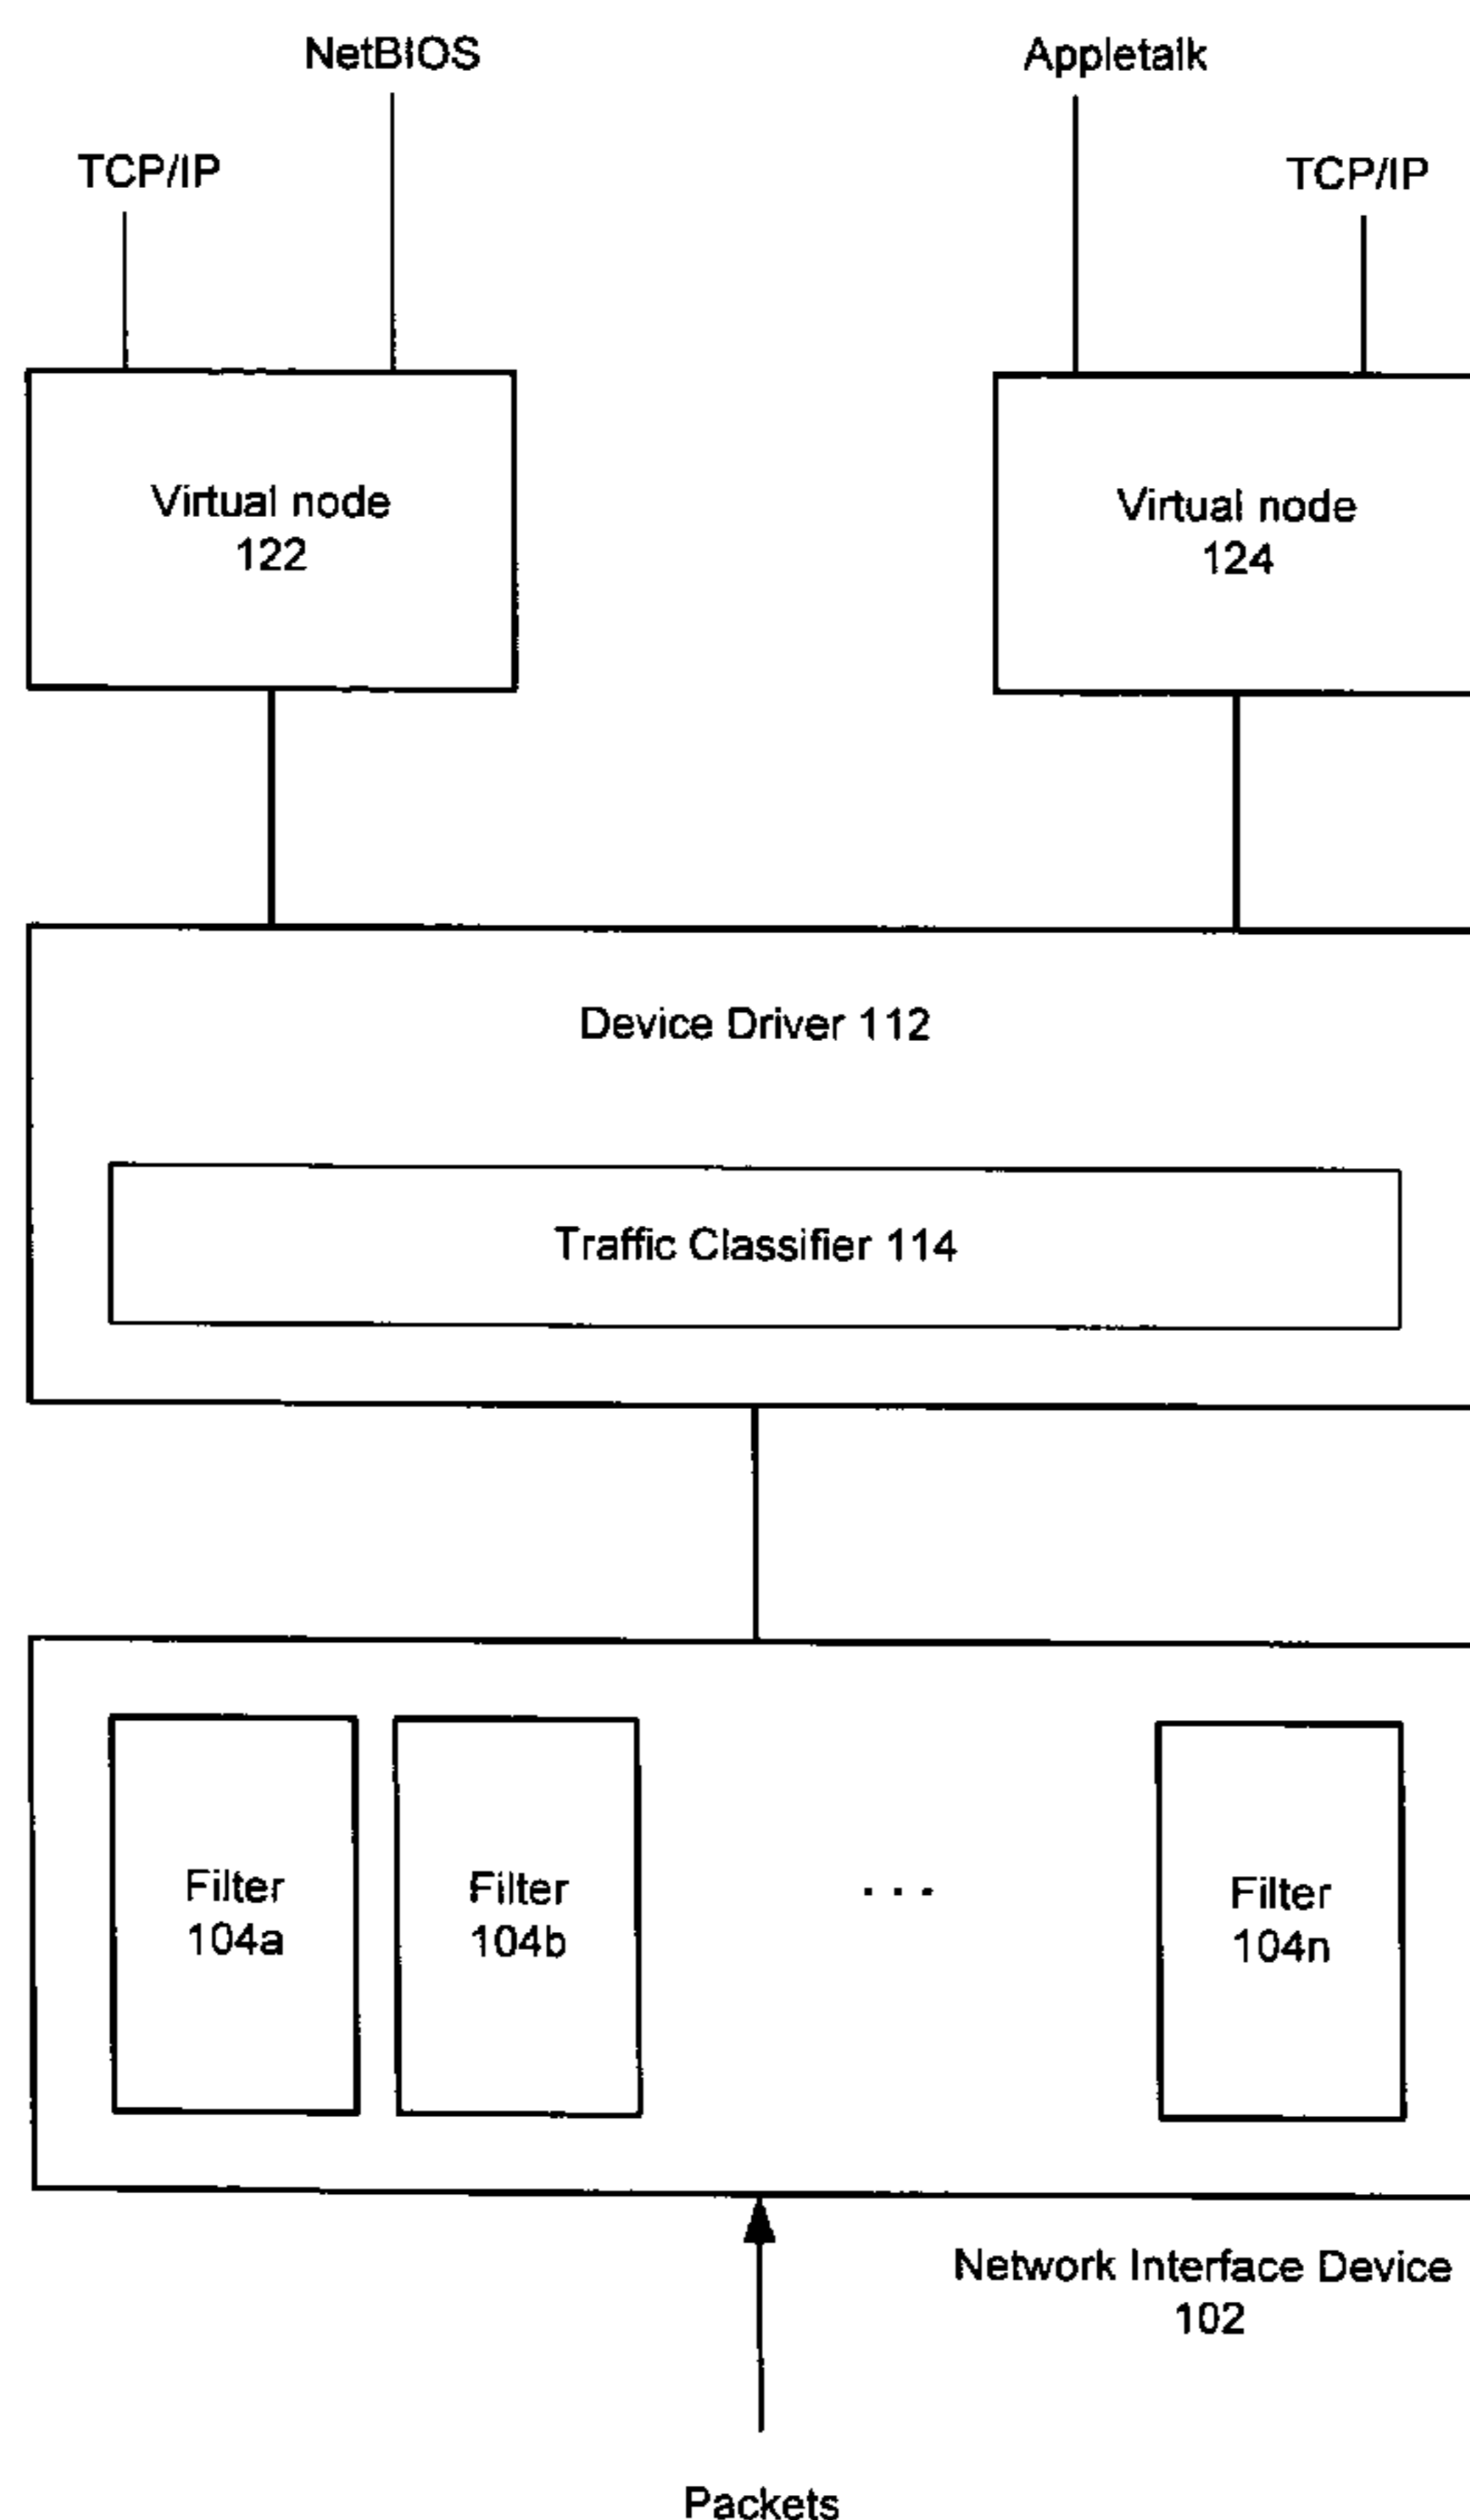 NetBIOS
Appletalk
TCP/IP
TCP/IP
Virtual node
122
Virtual node
124
Device Driver 112
Traffic Classifier 114
Filter
104a
Filter
104b
...
Filter
104n
Network Interface Device
102
Packets